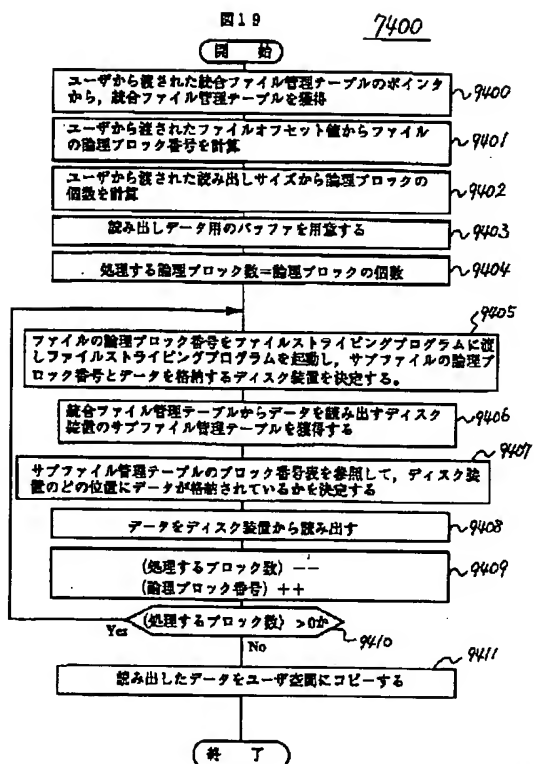 図19
7400
開 始
ユーザから渡された統合ファイル管理テーブルのポインタ
から，統合ファイル管理テーブルを獲得
9400
ユーザから渡されたファイルオフセット値からファイル
の論理ブロック番号を計算
9401
ユーザから渡された読み出しサイズから論理ブロックの
個数を計算
9402
読み出しデータ用のバッファを用意する
9403
処理する論理ブロック数＝論理ブロックの個数
9404
9405
ファイルの論理ブロック番号をファイルストライピングプログラムに渡
しファイルストライピングプログラムを起動し，サブファイルの論理ブ
ロック番号とデータを格納するディスク装置を決定する。
統合ファイル管理テーブルからデータを読み出すディスク
装置のサブファイル管理テーブルを獲得する
9406
9407
サブファイル管理テーブルのブロック番号表を参照して，ディスク装
置のどの位置にデータが格納されているかを決定する
データをディスク装置から読み出す
9408
(処理するブロック数) −−
(論理ブロック番号) ++
9409
(処理するブロック数) >0か
Yes
9410
No
9411
読み出したデータをユーザ空間にコピーする
終 了